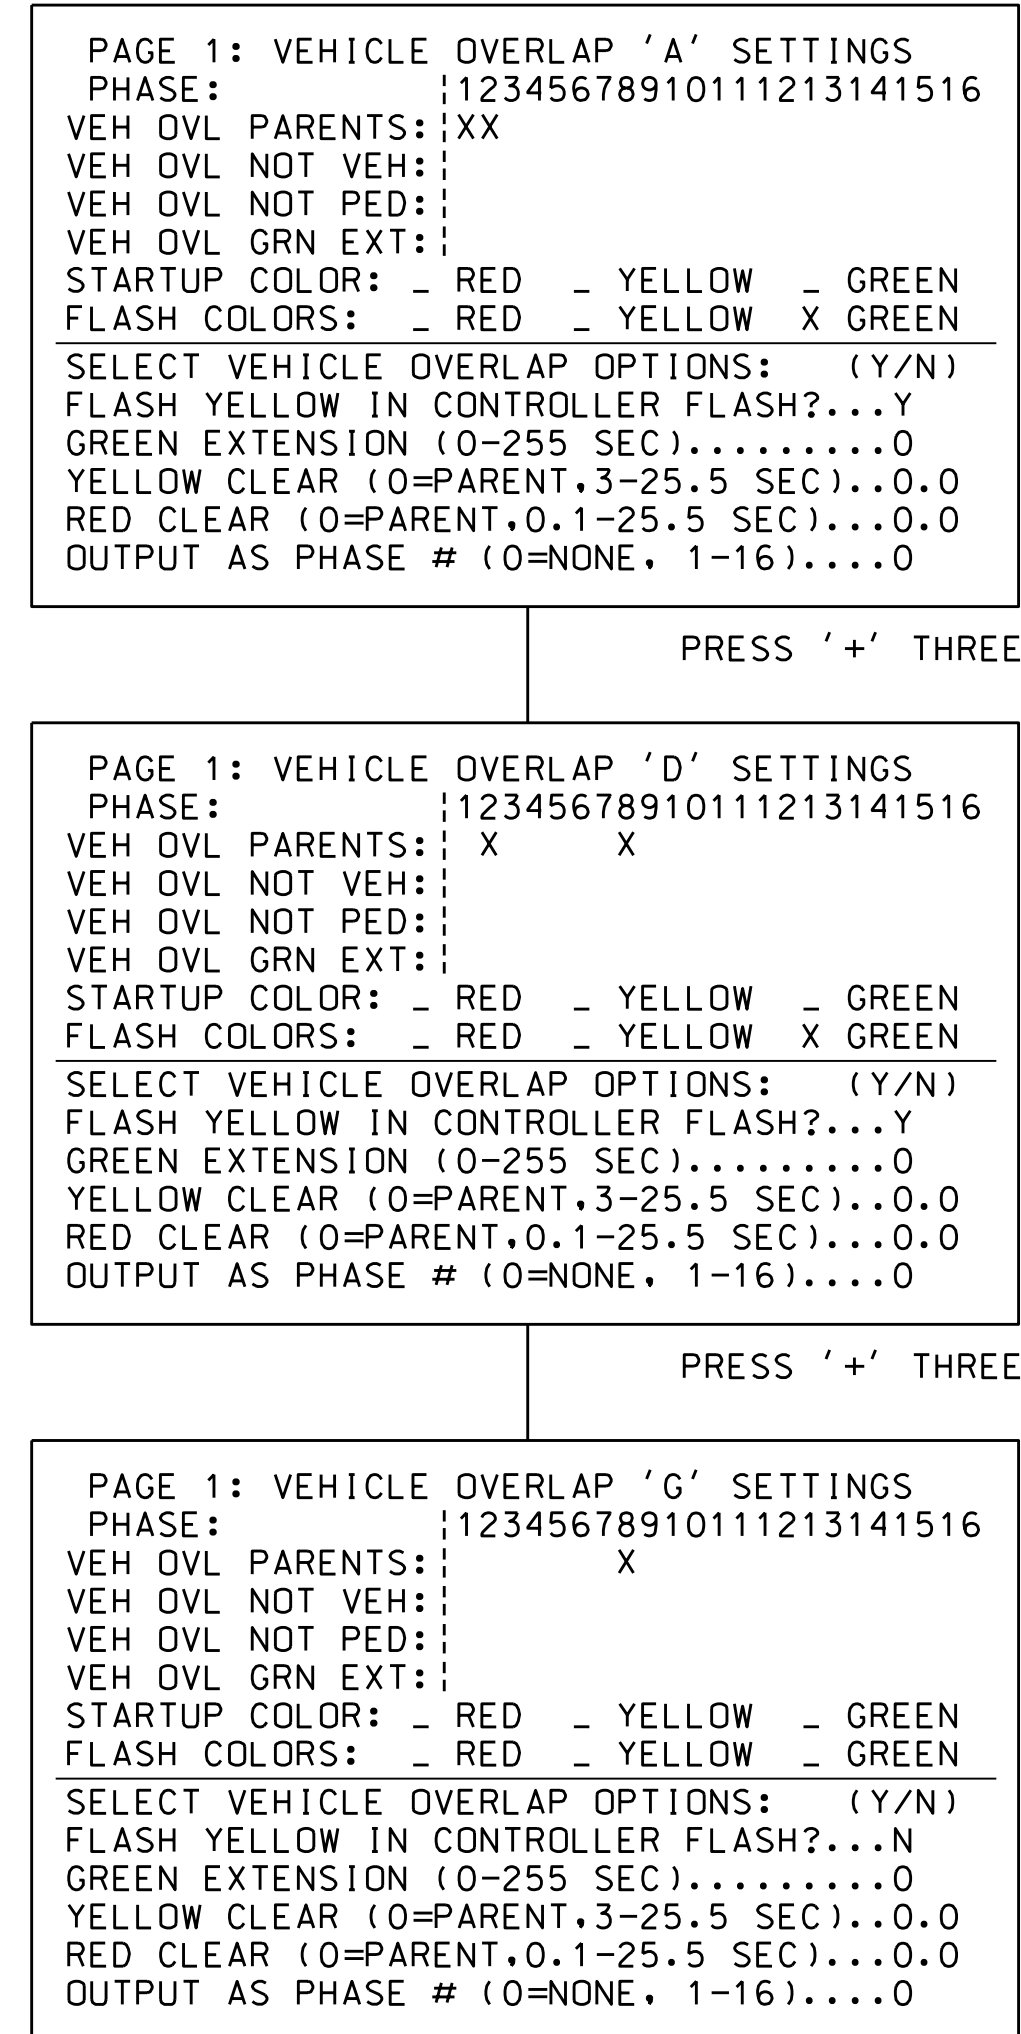 PAGE 1: VEHICLE OVERLAP 'A' SETTINGS
PHASE: |12345678910111213141516
VEH OVL PARENTS:|XX
VEH OVL NOT VEH:|
VEH OVL NOT PED:|
VEH OVL GRN EXT:|
STARTUP COLOR: _ RED _ YELLOW _ GREEN
FLASH COLORS: _ RED _ YELLOW X GREEN
SELECT VEHICLE OVERLAP OPTIONS: (Y/N)
FLASH YELLOW IN CONTROLLER FLASH?...Y
GREEN EXTENSION (0-255 SEC).........0
YELLOW CLEAR (0=PARENT,3-25.5 SEC)..0.0
RED CLEAR (0=PARENT,0.1-25.5 SEC)...0.0
OUTPUT AS PHASE # (0=NONE, 1-16)....0
PRESS '+' THREE
PAGE 1: VEHICLE OVERLAP 'D' SETTINGS
PHASE: |12345678910111213141516
VEH OVL PARENTS:| X     X
VEH OVL NOT VEH:|
VEH OVL NOT PED:|
VEH OVL GRN EXT:|
STARTUP COLOR: _ RED _ YELLOW _ GREEN
FLASH COLORS: _ RED _ YELLOW X GREEN
SELECT VEHICLE OVERLAP OPTIONS: (Y/N)
FLASH YELLOW IN CONTROLLER FLASH?...Y
GREEN EXTENSION (0-255 SEC).........0
YELLOW CLEAR (0=PARENT,3-25.5 SEC)..0.0
RED CLEAR (0=PARENT,0.1-25.5 SEC)...0.0
OUTPUT AS PHASE # (0=NONE, 1-16)....0
PRESS '+' THREE
PAGE 1: VEHICLE OVERLAP 'G' SETTINGS
PHASE: |12345678910111213141516
VEH OVL PARENTS:|       X
VEH OVL NOT VEH:|
VEH OVL NOT PED:|
VEH OVL GRN EXT:|
STARTUP COLOR: _ RED _ YELLOW _ GREEN
FLASH COLORS: _ RED _ YELLOW _ GREEN
SELECT VEHICLE OVERLAP OPTIONS: (Y/N)
FLASH YELLOW IN CONTROLLER FLASH?...N
GREEN EXTENSION (0-255 SEC).........0
YELLOW CLEAR (0=PARENT,3-25.5 SEC)..0.0
RED CLEAR (0=PARENT,0.1-25.5 SEC)...0.0
OUTPUT AS PHASE # (0=NONE, 1-16)....0